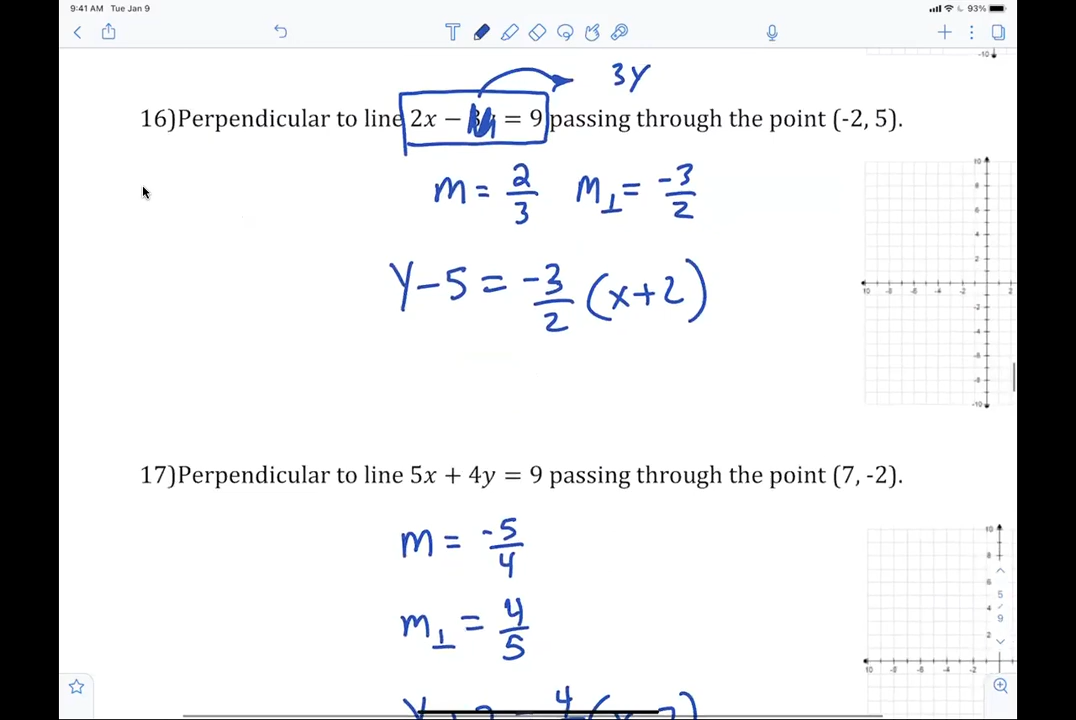 9:41 AM Tue Jan 9 93%
T
3Y
16)Perpendicular to line 2x − = 9 passing through the point (-2, 5).
m = 2/3 m⊥ = -3/2
y-5 = -3/2 (x+2)
17)Perpendicular to line 5x + 4y = 9 passing through the point (7, -2).
m = -5/4
m⊥ = 4/5
5
/
9